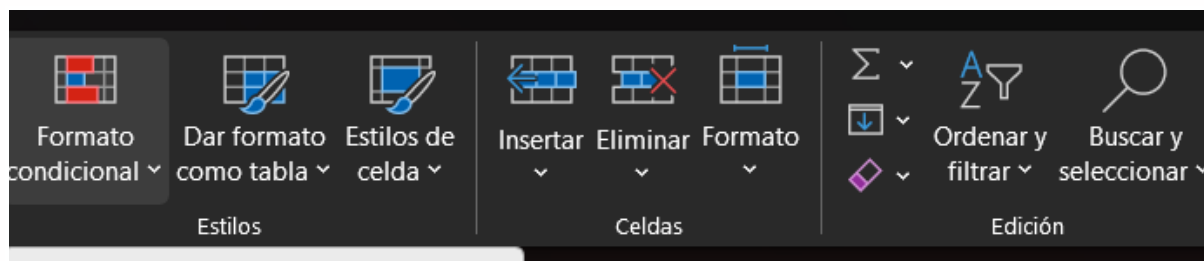 Formato
condicional
Dar formato
como tabla
Estilos de
celda
Estilos
Insertar
Eliminar
Formato
Celdas
Ordenar y
filtrar
Buscar y
seleccionar
Edición